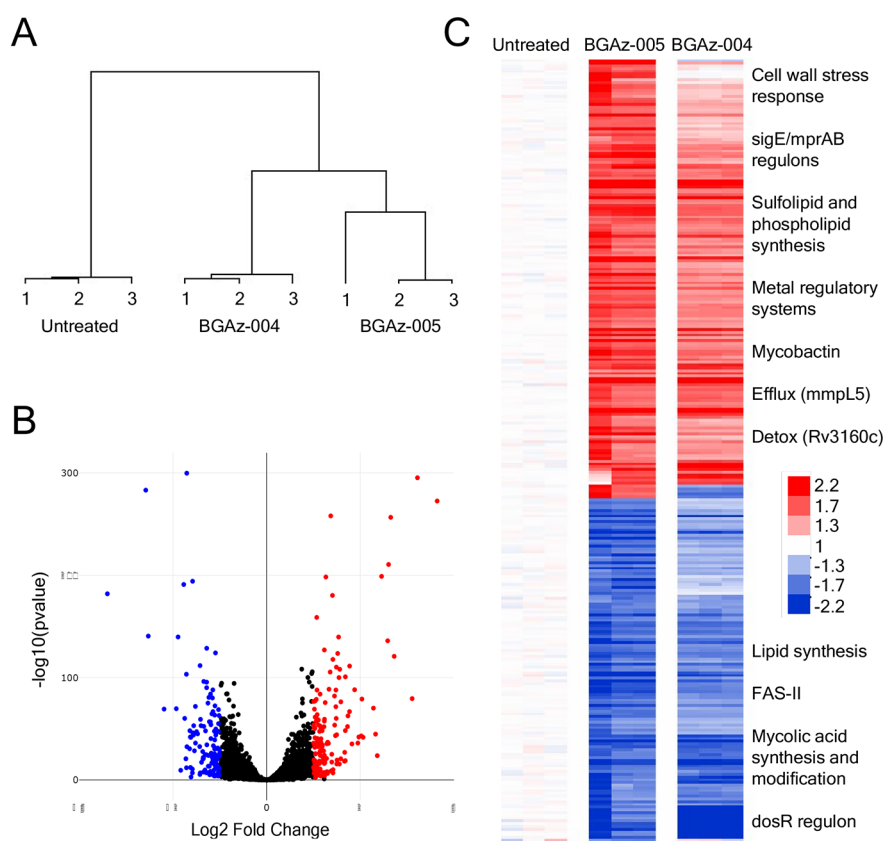 A
1 2 3 1 2 3 1 2 3
Untreated BGAz-004 BGAz-005
B
300
100
0
-log10(pvalue)
0
Log2 Fold Change
C
Untreated BGAz-005 BGAz-004
Cell wall stress
response
sigE/mprAB
regulons
Sulfolipid and
phospholipid
synthesis
Metal regulatory
systems
Mycobactin
Efflux (mmpL5)
Detox (Rv3160c)
2.2
1.7
1.3
1
-1.3
-1.7
-2.2
Lipid synthesis
FAS-II
Mycolic acid
synthesis and
modification
dosR regulon